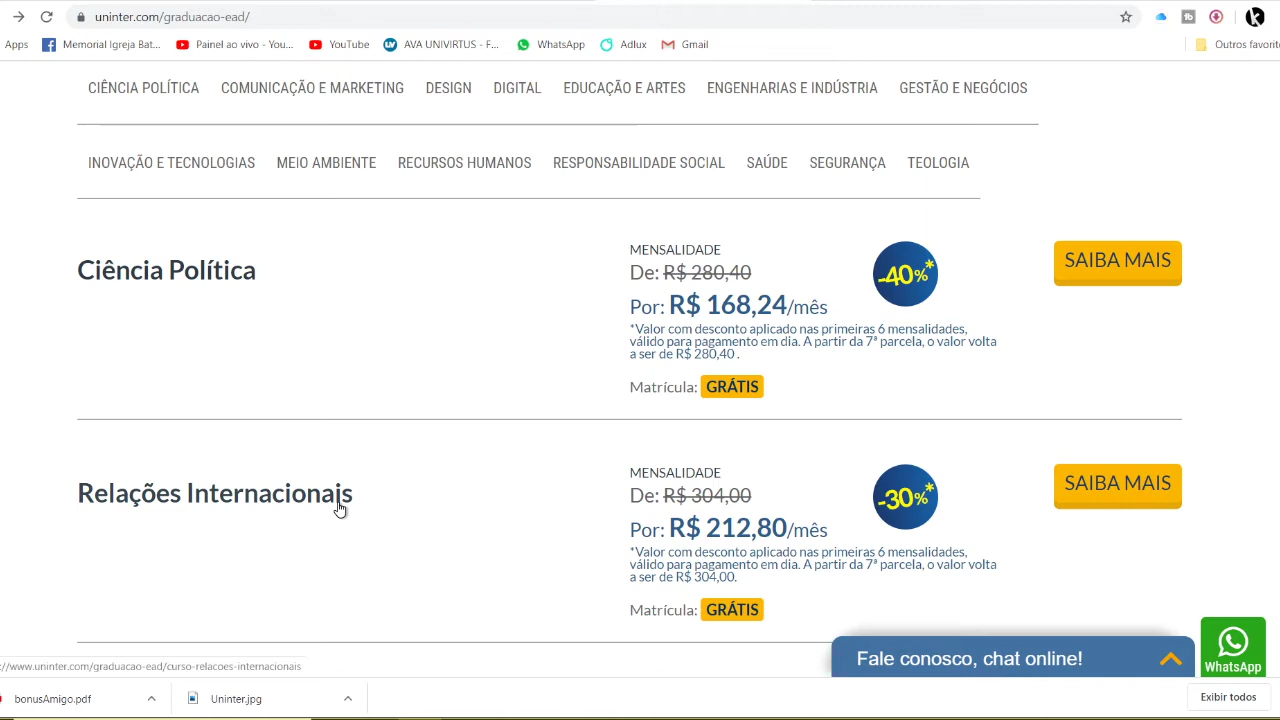 uninter.com/graduacao-ead/
Apps Memorial Igreja Bat... Painel ao vivo - You... YouTube AVA UNIVIRTUS - F... WhatsApp Adlux Gmail Outros favorit
CIÊNCIA POLÍTICA COMUNICAÇÃO E MARKETING DESIGN DIGITAL EDUCAÇÃO E ARTES ENGENHARIAS E INDÚSTRIA GESTÃO E NEGÓCIOS
INOVAÇÃO E TECNOLOGIAS MEIO AMBIENTE RECURSOS HUMANOS RESPONSABILIDADE SOCIAL SAÚDE SEGURANÇA TEOLOGIA
Ciência Política
MENSALIDADE
De: R$ 280,40
Por: R$ 168,24/mês
*Valor com desconto aplicado nas primeiras 6 mensalidades,
válido para pagamento em dia. A partir da 7ª parcela, o valor volta
a ser de R$ 280,40 .
Matrícula: GRÁTIS
-40%*
SAIBA MAIS
Relações Internacionais
MENSALIDADE
De: R$ 304,00
Por: R$ 212,80/mês
*Valor com desconto aplicado nas primeiras 6 mensalidades,
válido para pagamento em dia. A partir da 7ª parcela, o valor volta
a ser de R$ 304,00.
Matrícula: GRÁTIS
-30%*
SAIBA MAIS
Fale conosco, chat online!
WhatsApp
://www.uninter.com/graduacao-ead/curso-relacoes-internacionais
bonusAmigo.pdf Uninter.jpg Exibir todos